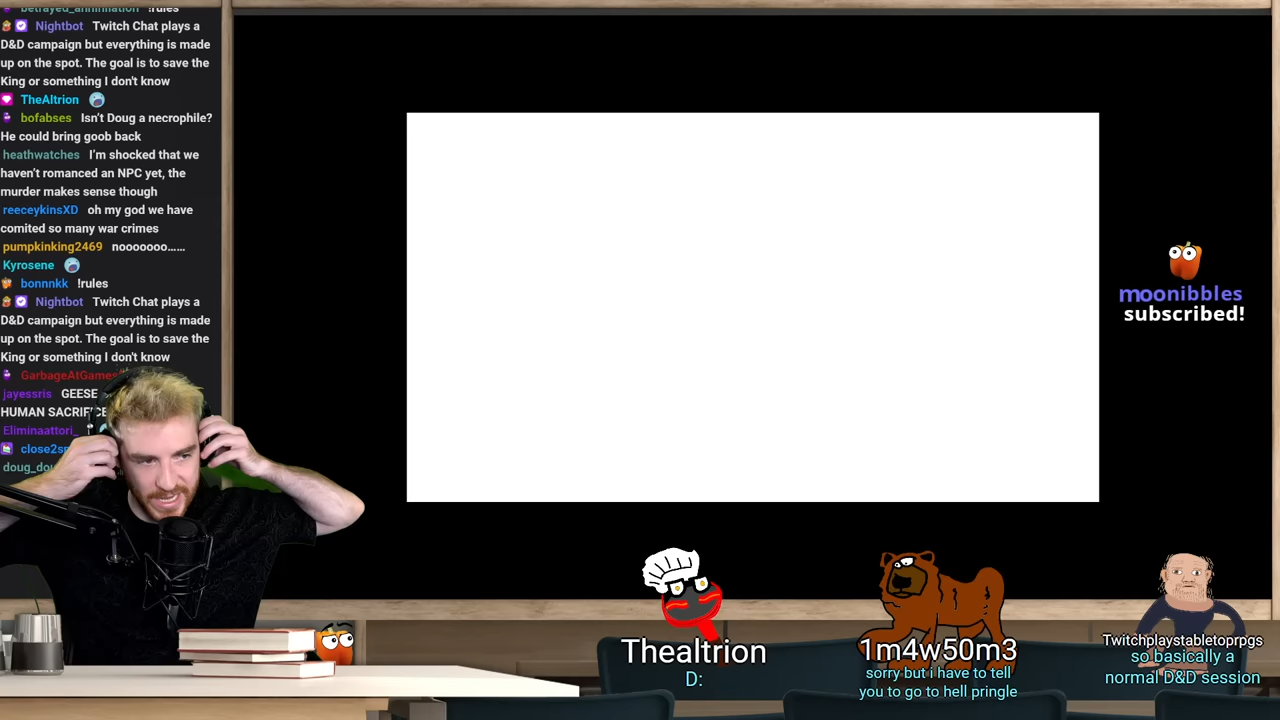 betrayed_annihilation !rules
Nightbot Twitch Chat plays a
D&D campaign but everything is made
up on the spot. The goal is to save the
King or something I don't know
TheAltrion
bofabses Isn't Doug a necrophile?
He could bring goob back
heathwatches I'm shocked that we
haven't romanced an NPC yet, the
murder makes sense though
reeceykinsXD oh my god we have
comited so many war crimes
pumpkinking2469 nooooooo......
Kyrosene
bonnnkk !rules
Nightbot Twitch Chat plays a
D&D campaign but everything is made
up on the spot. The goal is to save the
King or something I don't know
GarbageAtGames
jayessris GEESE
HUMAN SACRIFICE
Eliminaattori_
moonibbles
subscribed!
Thealtrion
D:
1m4w50m3
sorry but i have to tell
you to go to hell pringle
Twitchplaystabletoprpgs
so basically a
normal D&D session